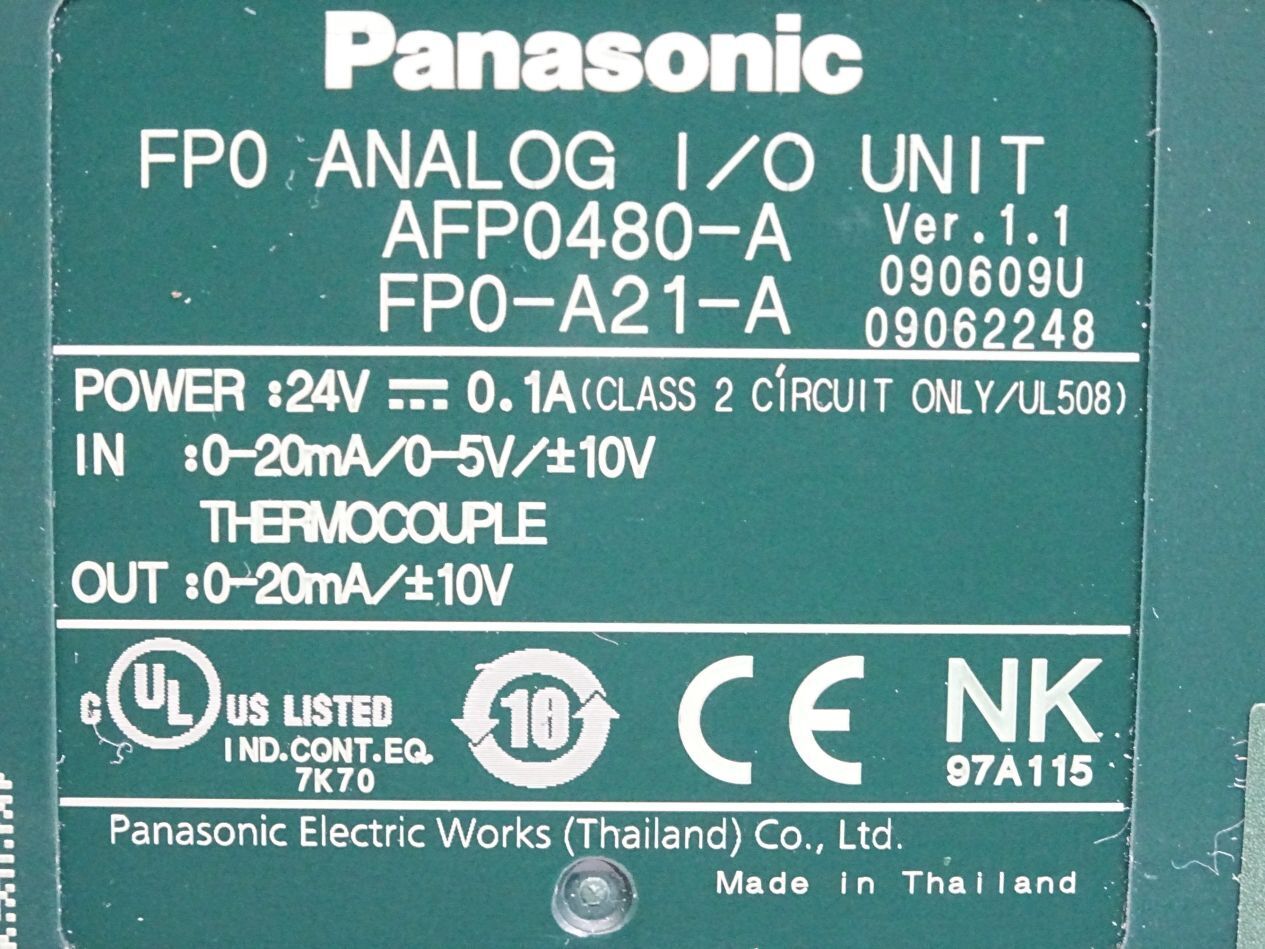 Panasonic
FP0 ANALOG I/O UNIT
AFP0480-A Ver.1.1
FP0-A21-A 090609U
09062248
POWER :24V ⎓ 0.1A(CLASS 2 CIRCUIT ONLY/UL508)
IN :0-20mA/0-5V/±10V
THERMOCOUPLE
OUT :0-20mA/±10V
C UL US LISTED
IND.CONT.EQ.
7K70
10
CE
NK
97A115
Panasonic Electric Works (Thailand) Co., Ltd.
Made in Thailand